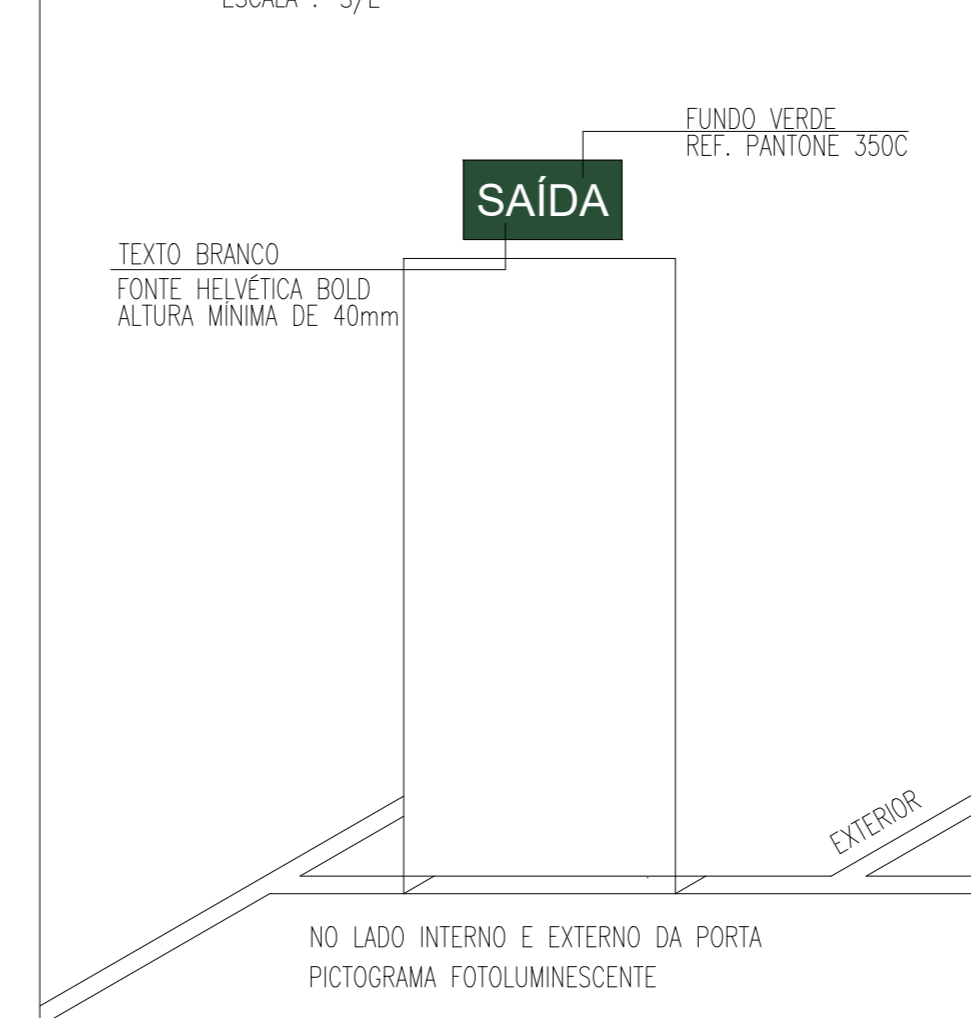 ESCALA : S/E
FUNDO VERDE
REF. PANTONE 350C
SAÍDA
TEXTO BRANCO
FONTE HELVÉTICA BOLD
ALTURA MÍNIMA DE 40mm
EXTERIOR
NO LADO INTERNO E EXTERNO DA PORTA
PICTOGRAMA FOTOLUMINESCENTE